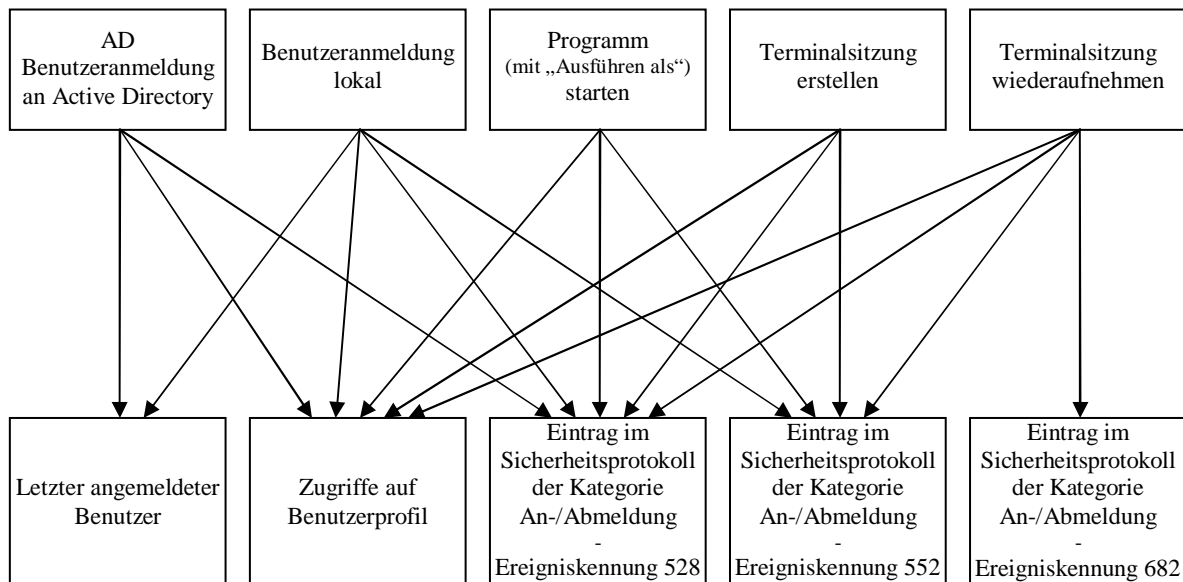 AD
Benutzeranmeldung
an Active Directory
Benutzeranmeldung
lokal
Programm
(mit „Ausführen als“)
starten
Terminalsitzung
erstellen
Terminalsitzung
wiederaufnehmen
Letzter angemeldeter
Benutzer
Zugriffe auf
Benutzerprofil
Eintrag im
Sicherheitsprotokoll
der Kategorie
An-/Abmeldung
-
Ereigniskennung 528
Eintrag im
Sicherheitsprotokoll
der Kategorie
An-/Abmeldung
-
Ereigniskennung 552
Eintrag im
Sicherheitsprotokoll
der Kategorie
An-/Abmeldung
-
Ereigniskennung 682